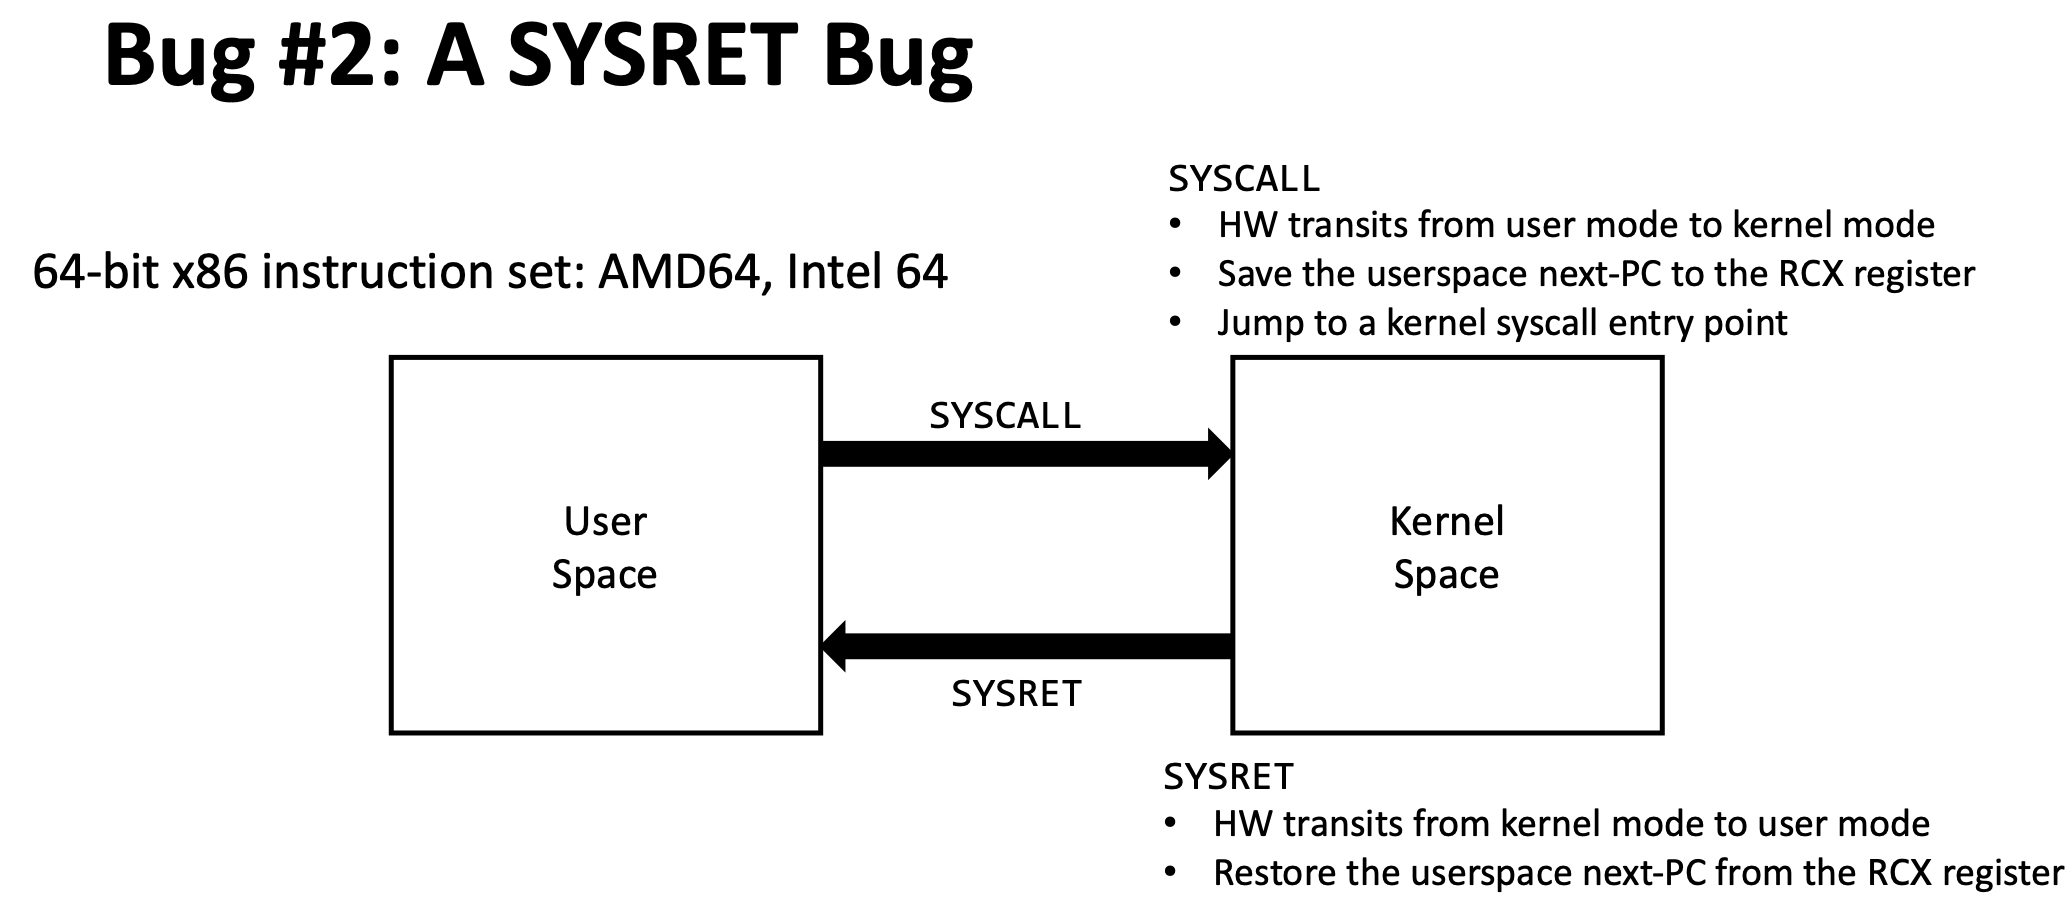 Bug #2: A SYSRET Bug
64-bit x86 instruction set: AMD64, Intel 64
SYSCALL
• HW transits from user mode to kernel mode
• Save the userspace next-PC to the RCX register
• Jump to a kernel syscall entry point
User
Space
SYSCALL
SYSRET
Kernel
Space
SYSRET
• HW transits from kernel mode to user mode
• Restore the userspace next-PC from the RCX register